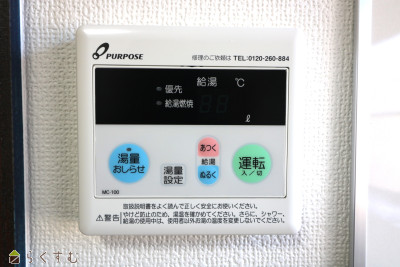 PURPOSE
修理のご依頼は TEL:0120-260-884
給湯 ℃
優先
給湯燃焼
88
ℓ
湯量
おしらせ
湯量
設定
あつく
給湯
ぬるく
運転
入／切
MC-100
取扱説明書をよく読んで正しく安全にお使いください。
⚠警告
やけど防止のため、湯温を確かめてください。さらに、シャワー、
給湯の使用中は、使用者以外お湯の温度を変更しないでください。
らくすむ